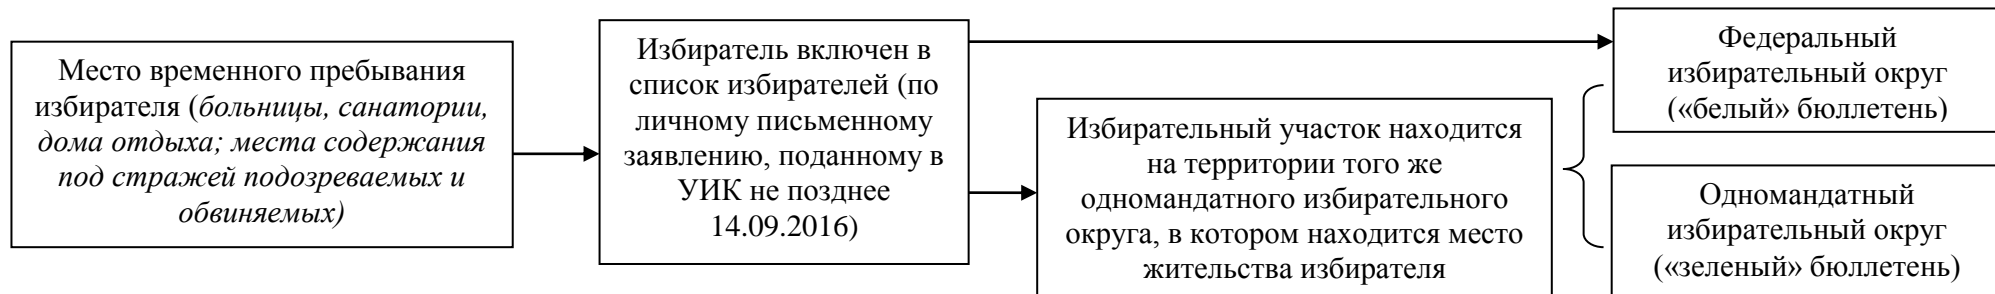 Место временного пребывания
избирателя (больницы, санатории,
дома отдыха; места содержания
под стражей подозреваемых и
обвиняемых)
Избиратель включен в
список избирателей (по
личному письменному
заявлению, поданному в
УИК не позднее
14.09.2016)
Избирательный участок находится
на территории того же
одномандатного избирательного
округа, в котором находится место
жительства избирателя
Федеральный
избирательный округ
(«белый» бюллетень)
Одномандатный
избирательный округ
(«зеленый» бюллетень)